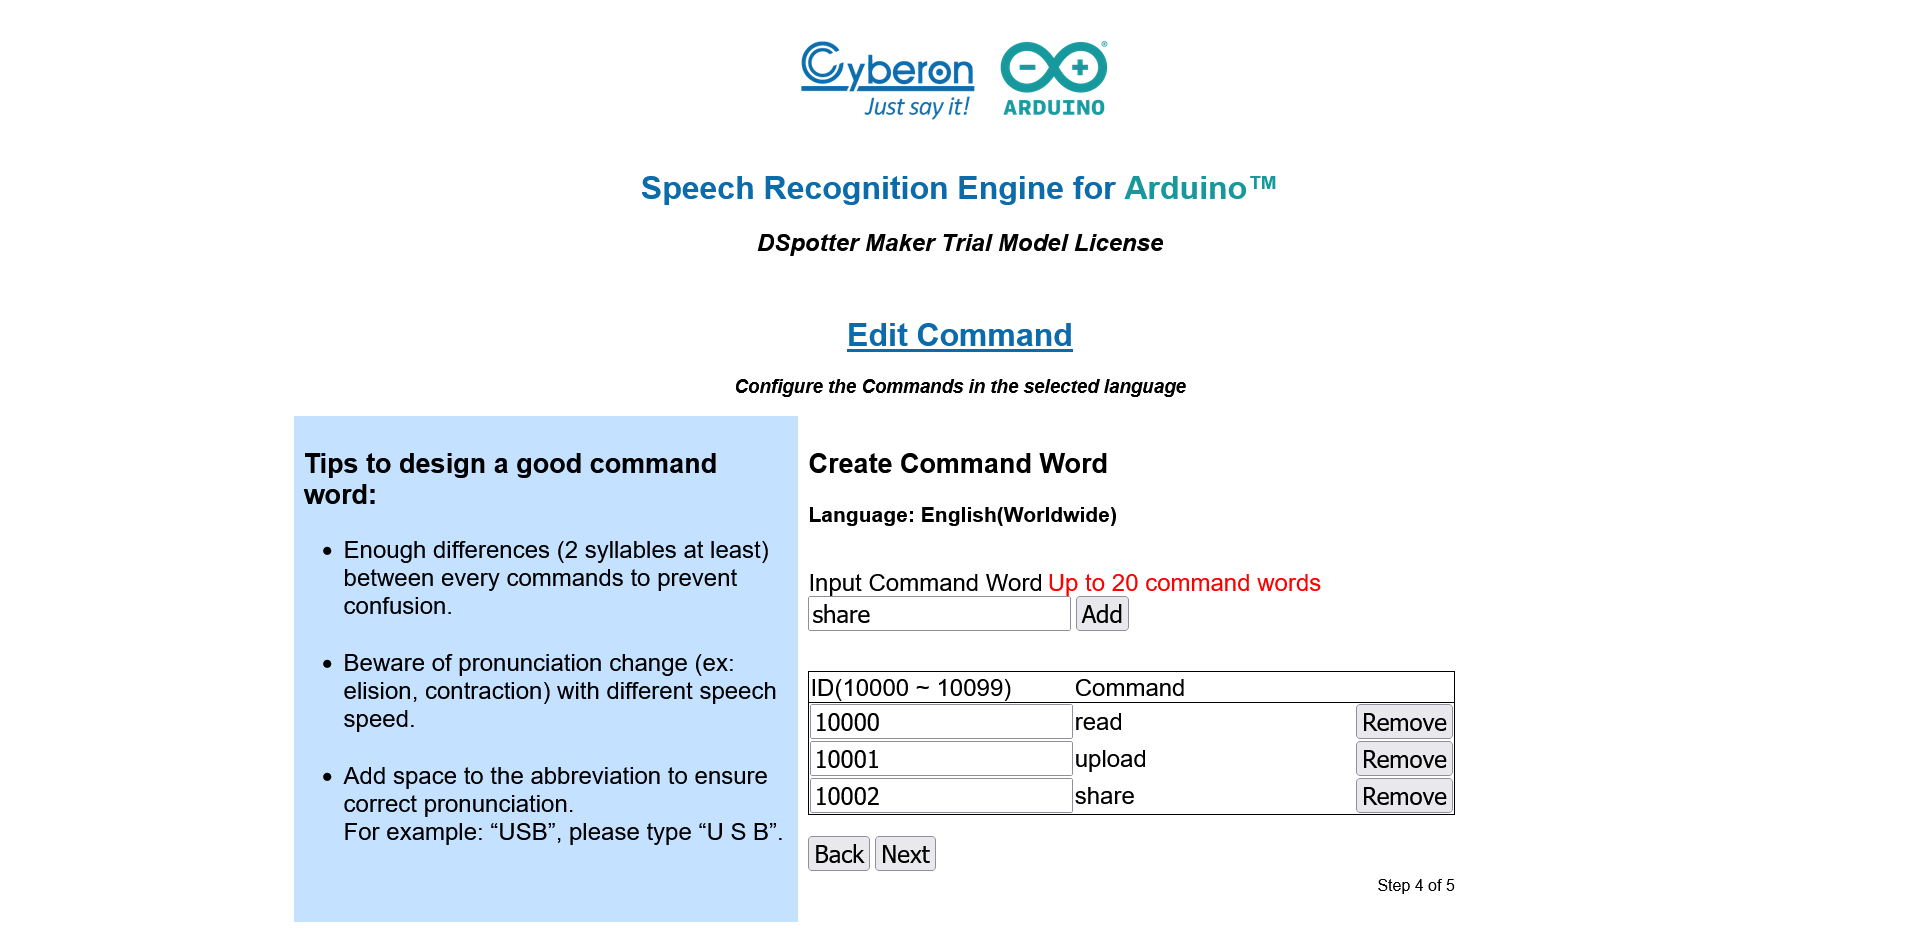 Cyberon
Just say it!
ARDUINO
Speech Recognition Engine for Arduino™
DSpotter Maker Trial Model License
Edit Command
Configure the Commands in the selected language
Tips to design a good command
word:
• Enough differences (2 syllables at least)
between every commands to prevent
confusion.
• Beware of pronunciation change (ex:
elision, contraction) with different speech
speed.
• Add space to the abbreviation to ensure
correct pronunciation.
For example: “USB”, please type “U S B”.
Create Command Word
Language: English(Worldwide)
Input Command Word Up to 20 command words
share Add
ID(10000 ~ 10099) Command
10000 read Remove
10001 upload Remove
10002 share Remove
Back Next
Step 4 of 5